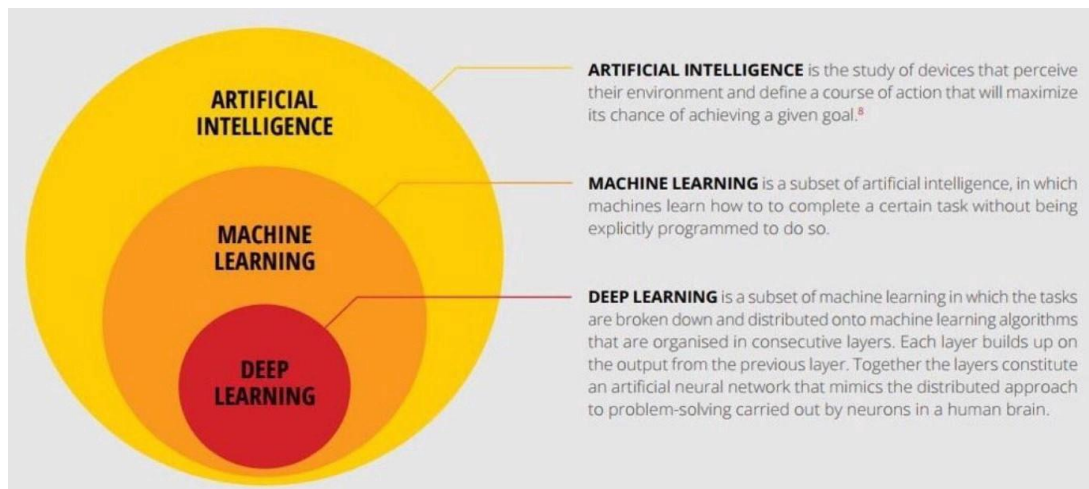 ARTIFICIAL
INTELLIGENCE
MACHINE
LEARNING
DEEP
LEARNING
ARTIFICIAL INTELLIGENCE is the study of devices that perceive
their environment and define a course of action that will maximize
its chance of achieving a given goal.8
MACHINE LEARNING is a subset of artificial intelligence, in which
machines learn how to to complete a certain task without being
explicitly programmed to do so.
DEEP LEARNING is a subset of machine learning in which the tasks
are broken down and distributed onto machine learning algorithms
that are organised in consecutive layers. Each layer builds up on
the output from the previous layer. Together the layers constitute
an artificial neural network that mimics the distributed approach
to problem-solving carried out by neurons in a human brain.